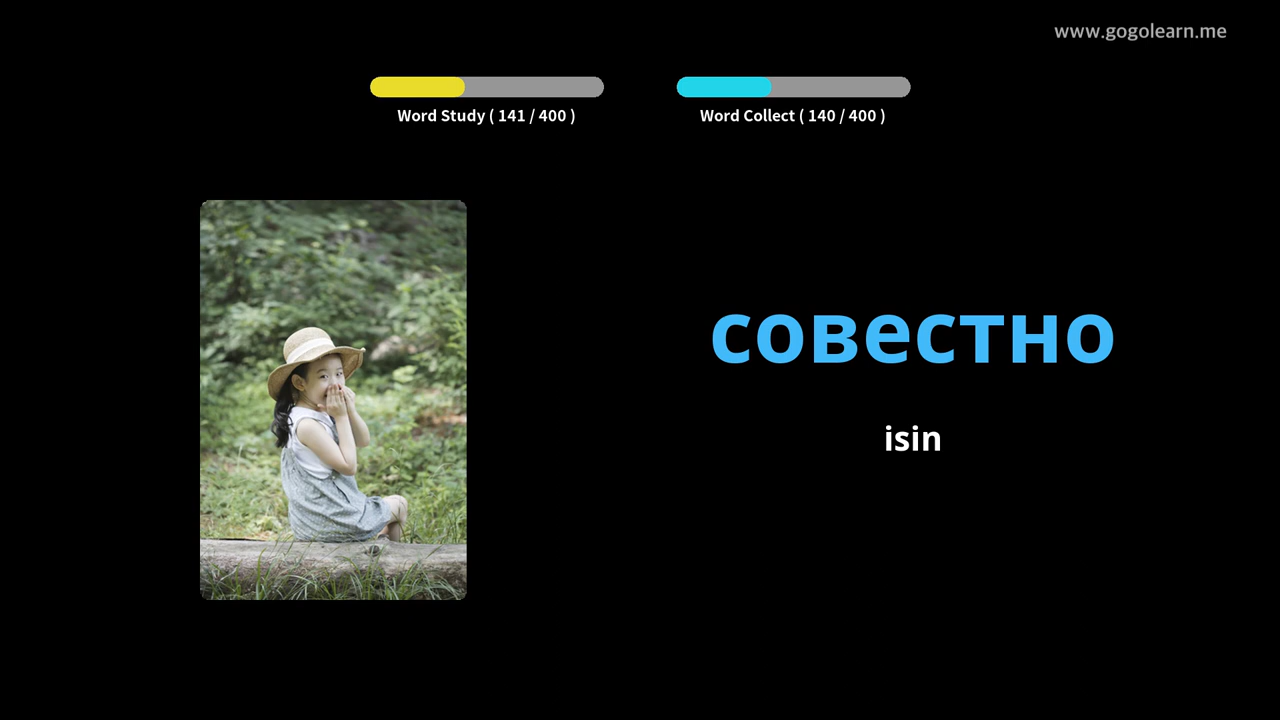 www.gogolearn.me
Word Study ( 141 / 400 )
Word Collect ( 140 / 400 )
совестно
isin